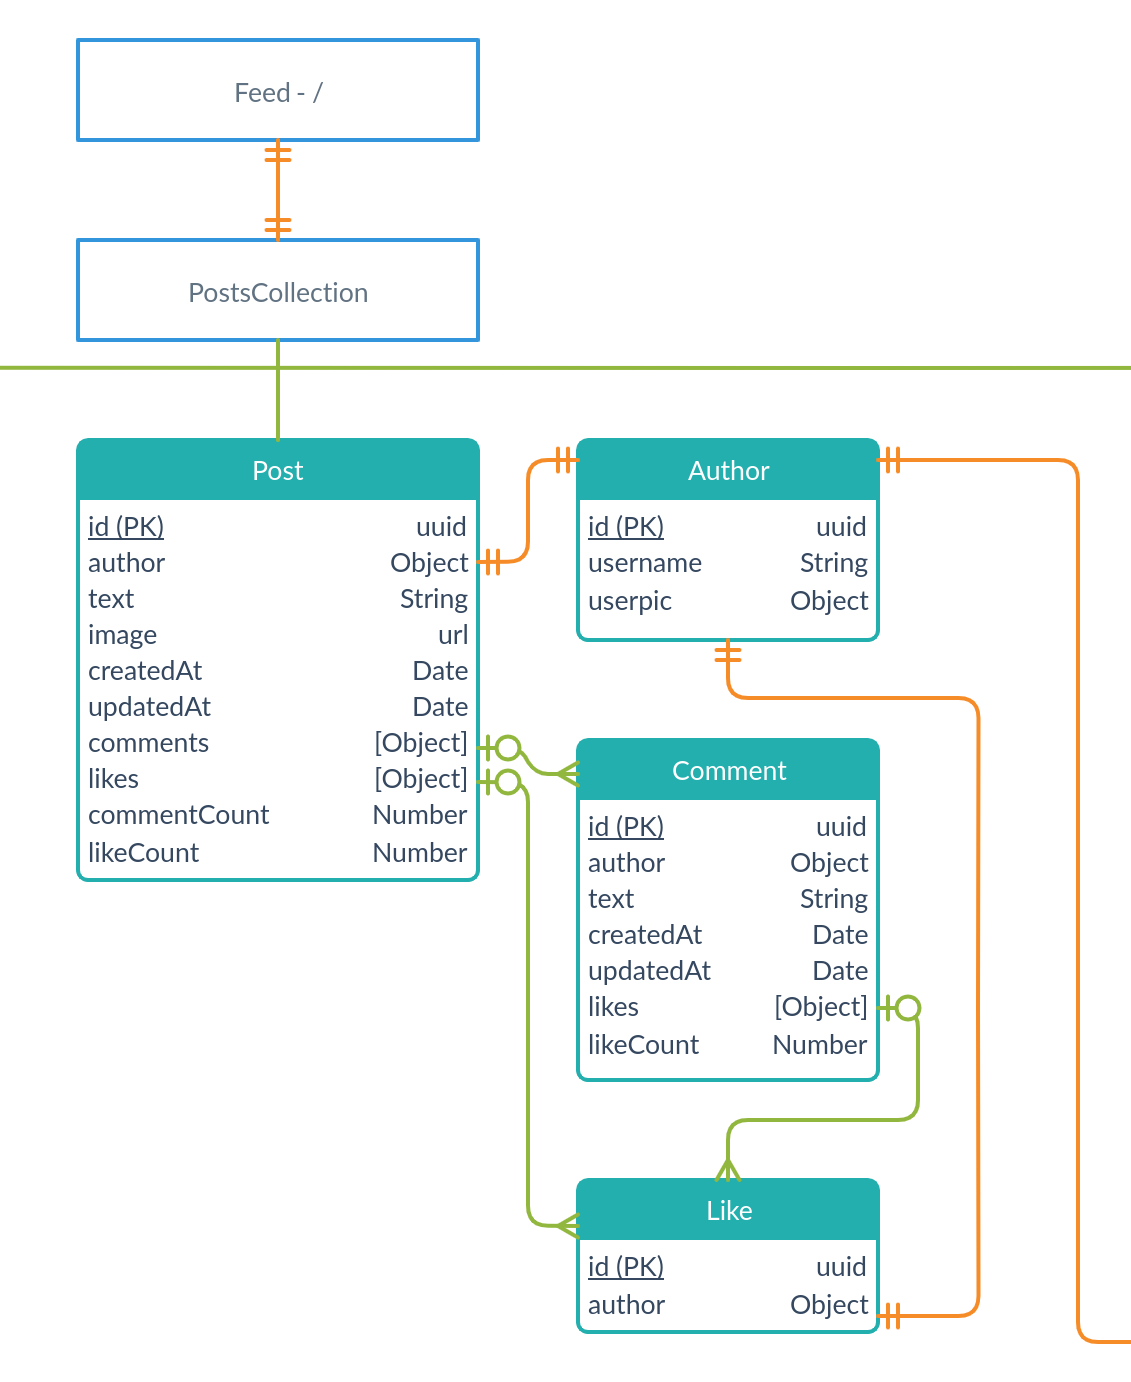 Feed - /
PostsCollection
Post
id (PK) uuid
author Object
text String
image url
createdAt Date
updatedAt Date
comments [Object]
likes [Object]
commentCount Number
likeCount Number
Author
id (PK) uuid
username String
userpic Object
Comment
id (PK) uuid
author Object
text String
createdAt Date
updatedAt Date
likes [Object]
likeCount Number
Like
id (PK) uuid
author Object